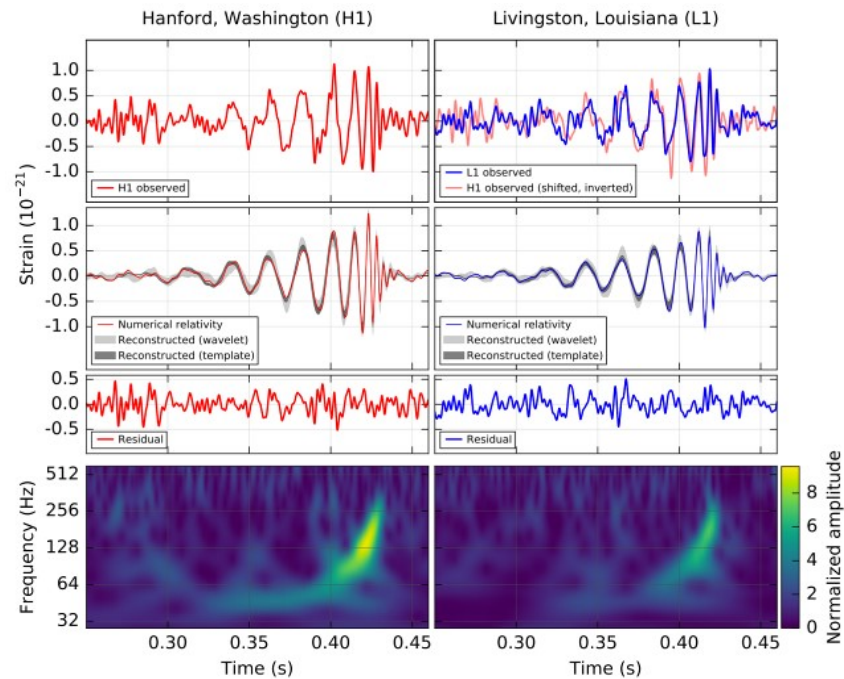 Hanford, Washington (H1)
Livingston, Louisiana (L1)
Strain (10⁻²¹)
1.0
0.5
0.0
-0.5
-1.0
H1 observed
L1 observed
H1 observed (shifted, inverted)
1.0
0.5
0.0
-0.5
-1.0
Numerical relativity
Reconstructed (wavelet)
Reconstructed (template)
Numerical relativity
Reconstructed (wavelet)
Reconstructed (template)
0.5
0.0
-0.5
Residual
Residual
Frequency (Hz)
512
256
128
64
32
Normalized amplitude
8
6
4
2
0
0.30
0.35
0.40
0.45
0.30
0.35
0.40
0.45
Time (s)
Time (s)